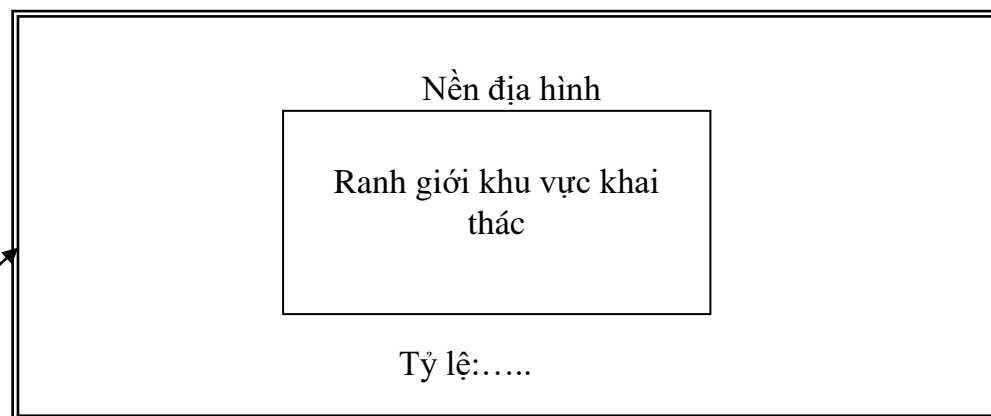 Nền địa hình
Ranh giới khu vực khai
thác
Tỷ lệ:…..